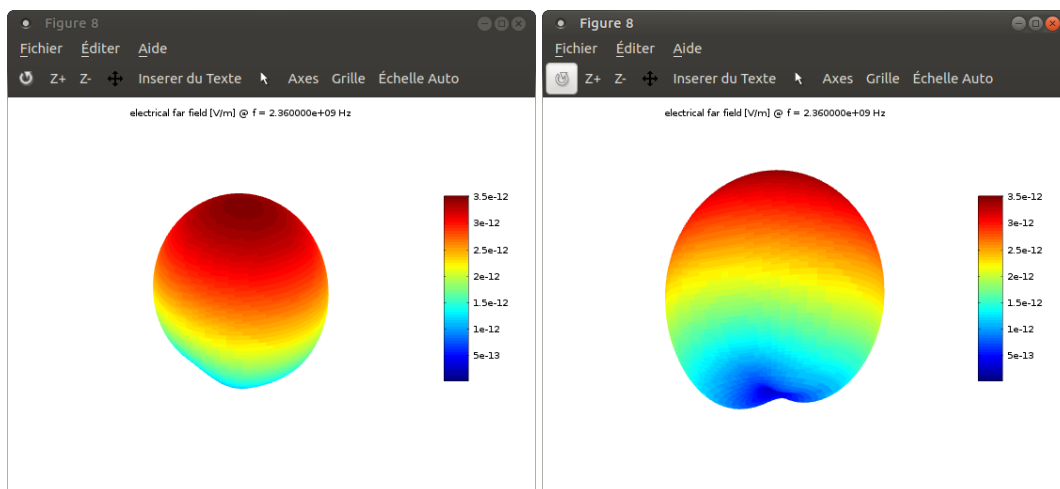 Figure 8
Fichier Éditer Aide
Z+ Z- Inserer du Texte Axes Grille Échelle Auto
electrical far field [V/m] @ f = 2.360000e+09 Hz
3.5e-12
3e-12
2.5e-12
2e-12
1.5e-12
1e-12
5e-13
Figure 8
Fichier Éditer Aide
Z+ Z- Inserer du Texte Axes Grille Échelle Auto
electrical far field [V/m] @ f = 2.360000e+09 Hz
3.5e-12
3e-12
2.5e-12
2e-12
1.5e-12
1e-12
5e-13